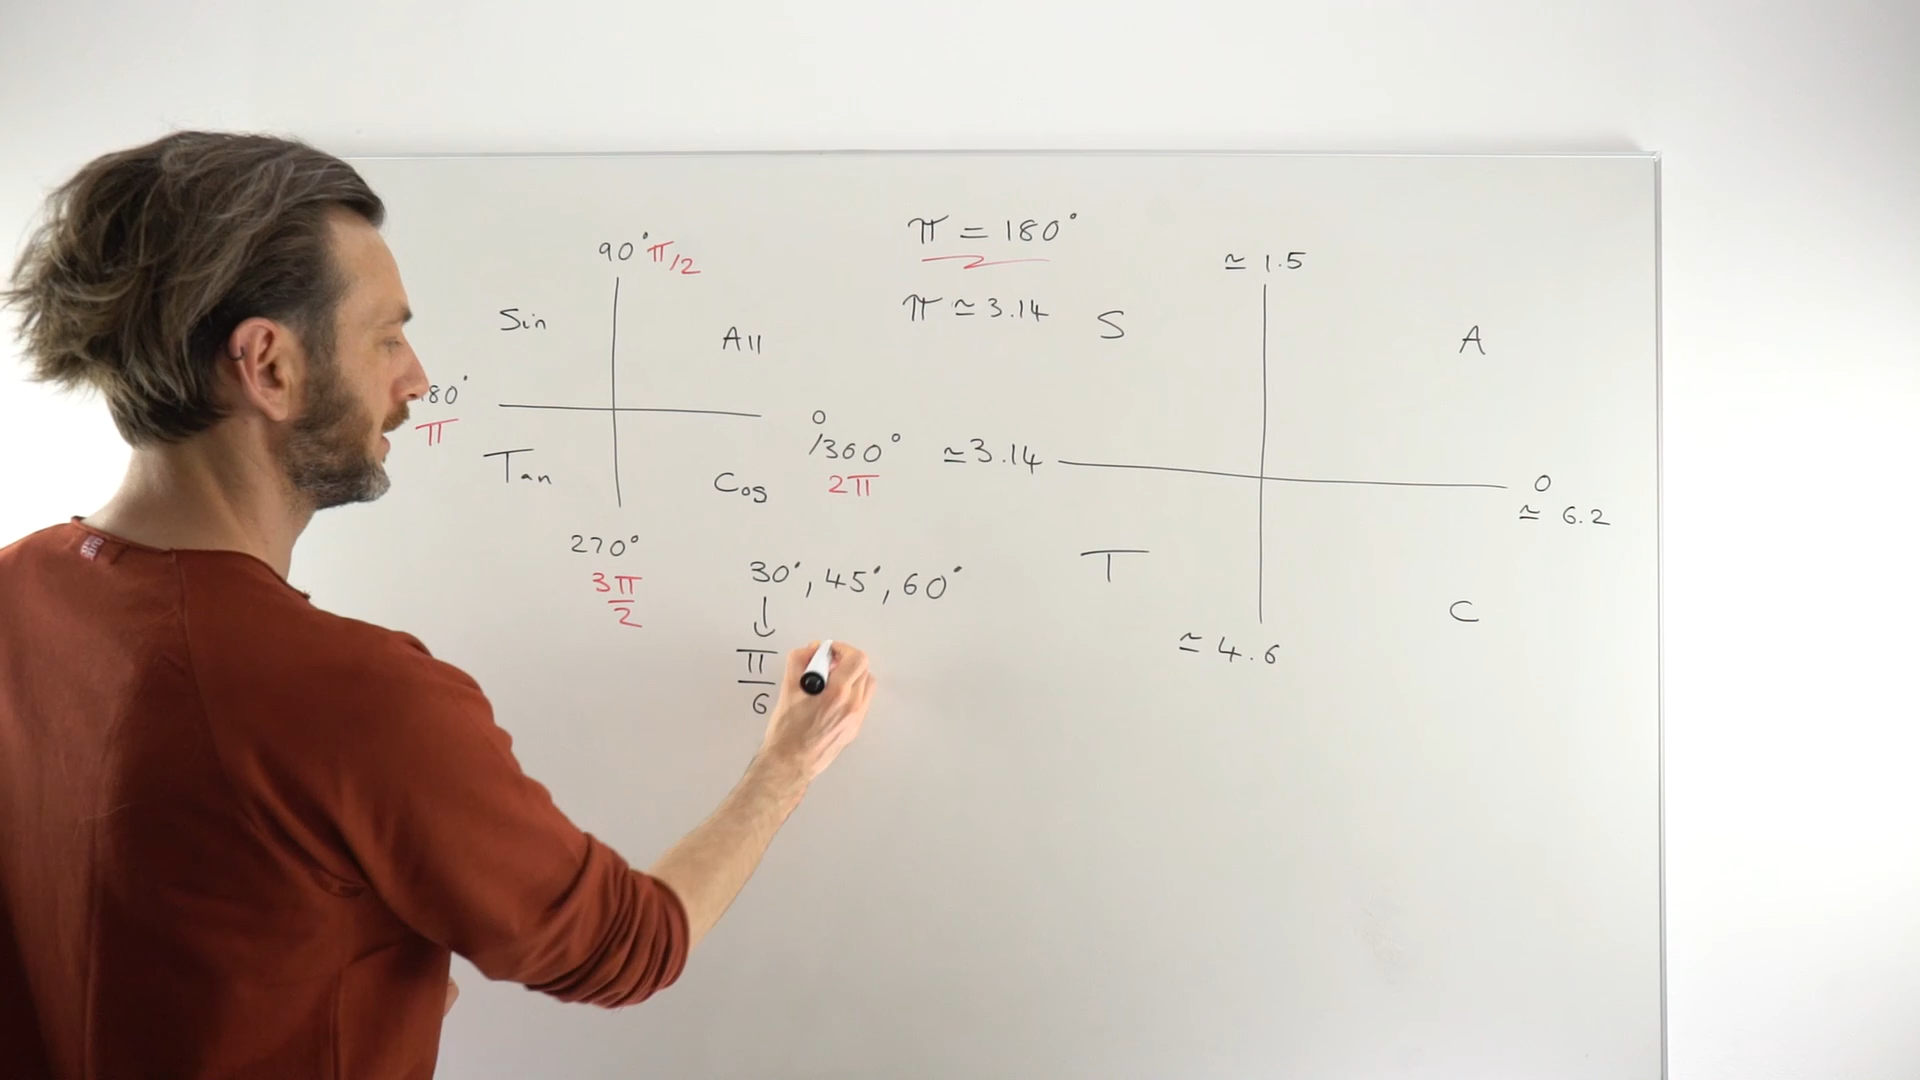 90° π/2
Sin
All
80°
π
0
/360°
2π
Tan
Cos
270°
3π
2
π = 180°
π ≃ 3.14
30°, 45°, 60°
↓
π
6
≃ 1.5
S
A
≃3.14
0
≃ 6.2
T
C
≃ 4.6